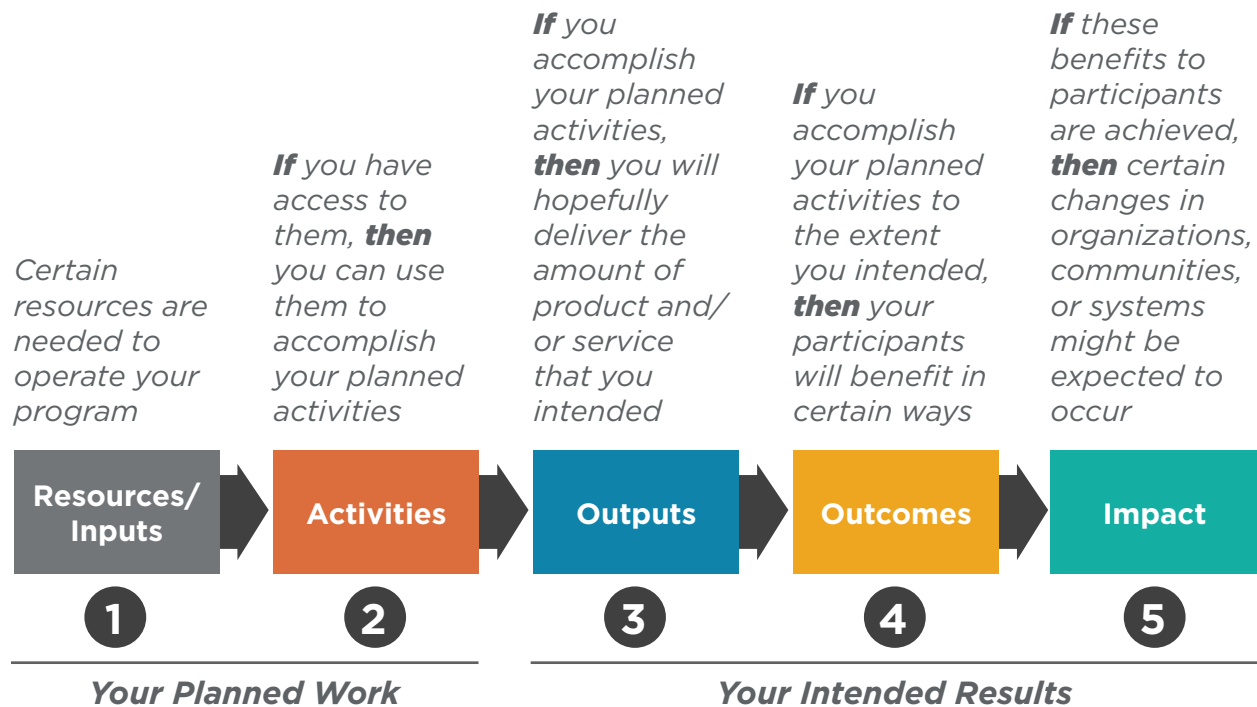 Certain
resources are
needed to
operate your
program
If you have
access to
them, then
you can use
them to
accomplish
your planned
activities
If you
accomplish
your planned
activities,
then you will
hopefully
deliver the
amount of
product and/
or service
that you
intended
If you
accomplish
your planned
activities to
the extent
you intended,
then your
participants
will benefit in
certain ways
If these
benefits to
participants
are achieved,
then certain
changes in
organizations,
communities,
or systems
might be
expected to
occur
Resources/
Inputs
Activities
Outputs
Outcomes
Impact
1
2
3
4
5
Your Planned Work
Your Intended Results